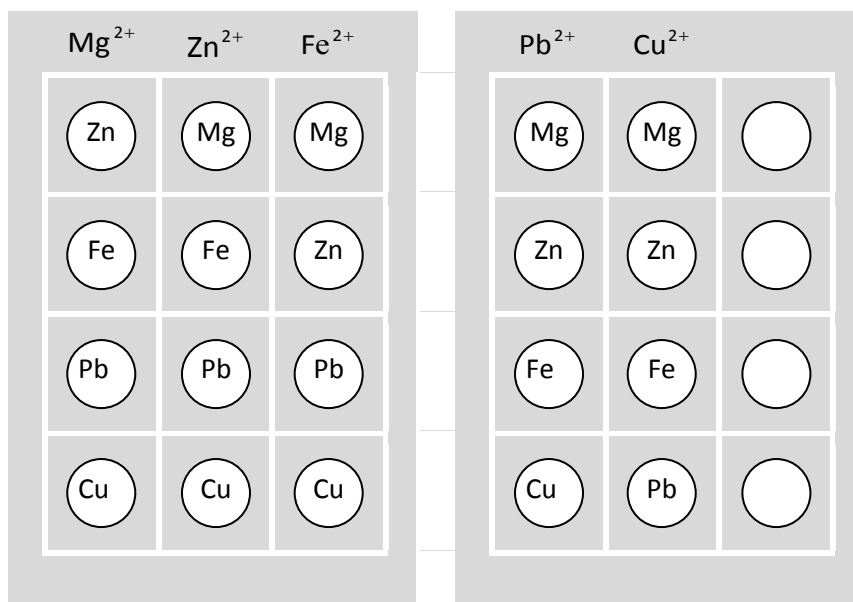 Mg²⁺ Zn²⁺ Fe²⁺ Pb²⁺ Cu²⁺
Zn Mg Mg Mg Mg
Fe Fe Zn Zn Zn
Pb Pb Pb Fe Fe
Cu Cu Cu Cu Pb